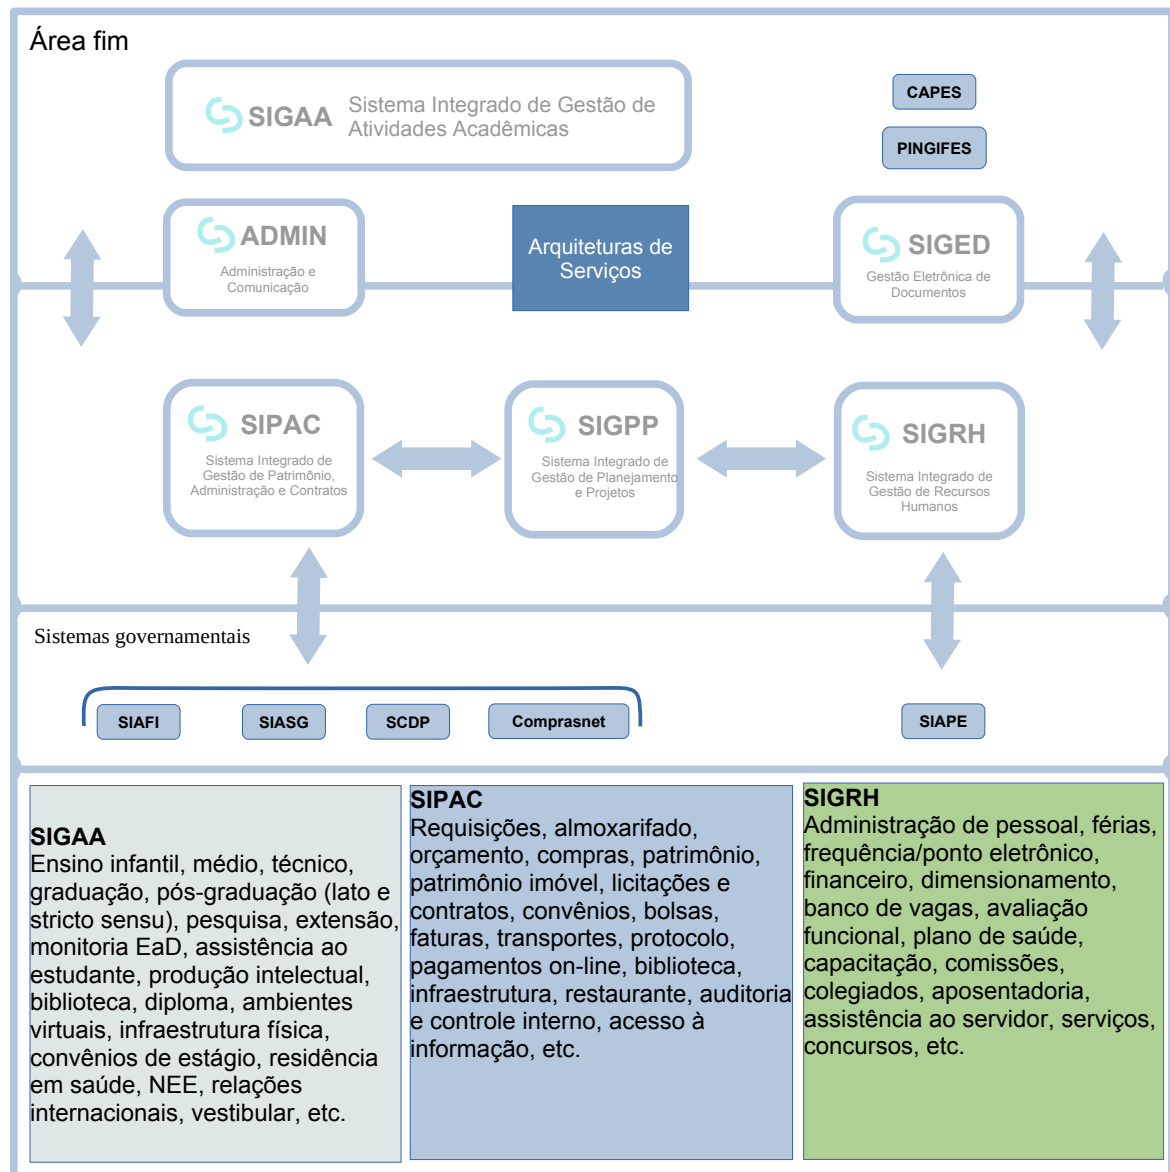 Área fim
SIGAA
Sistema Integrado de Gestão de
Atividades Acadêmicas
CAPES
PINGIFES
ADMIN
Administração e
Comunicação
Arquiteturas de
Serviços
SIGED
Gestão Eletrônica de
Documentos
SIPAC
Sistema Integrado de
Gestão de Patrimônio,
Administração e Contratos
SIGPP
Sistema Integrado de
Gestão de Planejamento
e Projetos
SIGRH
Sistema Integrado de
Gestão de Recursos
Humanos
Sistemas governamentais
SIAFI
SIASG
SCDP
Comprasnet
SIAPE
SIGAA
Ensino infantil, médio, técnico,
graduação, pós-graduação (lato e
stricto sensu), pesquisa, extensão,
monitoria EaD, assistência ao
estudante, produção intelectual,
biblioteca, diploma, ambientes
virtuais, infraestrutura física,
convênios de estágio, residência
em saúde, NEE, relações
internacionais, vestibular, etc.
SIPAC
Requisições, almoxarifado,
orçamento, compras, patrimônio,
patrimônio imóvel, licitações e
contratos, convênios, bolsas,
faturas, transportes, protocolo,
pagamentos on-line, biblioteca,
infraestrutura, restaurante, auditoria
e controle interno, acesso à
informação, etc.
SIGRH
Administração de pessoal, férias,
frequência/ponto eletrônico,
financeiro, dimensionamento,
banco de vagas, avaliação
funcional, plano de saúde,
capacitação, comissões,
colegiados, aposentadoria,
assistência ao servidor, serviços,
concursos, etc.